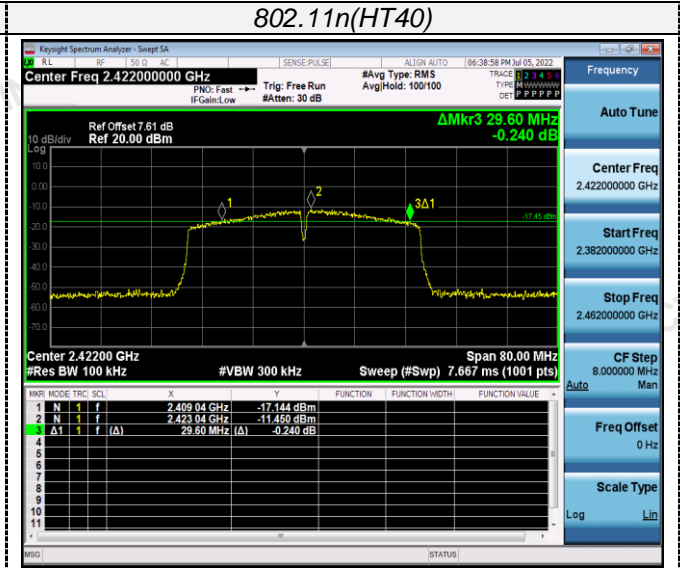 802.11n(HT40)
Keysight Spectrum Analyzer - Swept SA
RL RF 50 Ω AC SENSE:PULSE ALIGN AUTO 06:38:58 PM Jul 05, 2022
Center Freq 2.422000000 GHz
PNO: Fast
IFGain:Low
Trig: Free Run
#Atten: 30 dB
#Avg Type: RMS
Avg|Hold: 100/100
TRACE 1 2 3 4 5 6
TYPE M W W W W W
DET P P P P P P
ΔMkr3 29.60 MHz
-0.240 dB
Ref Offset 7.61 dB
10 dB/div Ref 20.00 dBm
Log
10.0
0.00
-10.0
-20.0
-30.0
-40.0
-50.0
-60.0
-70.0
1
2
3Δ1
-17.45 dBm
Center 2.42200 GHz Span 80.00 MHz
#Res BW 100 kHz #VBW 300 kHz Sweep (#Swp) 7.667 ms (1001 pts)
MKR MODE TRC SCL X Y FUNCTION FUNCTION WIDTH FUNCTION VALUE
1 N 1 f 2.409 04 GHz -17.144 dBm
2 N 1 f 2.423 04 GHz -11.450 dBm
3 Δ1 1 f (Δ) 29.60 MHz (Δ) -0.240 dB
4
5
6
7
8
9
10
11
MSG STATUS
Frequency
Auto Tune
Center Freq
2.422000000 GHz
Start Freq
2.382000000 GHz
Stop Freq
2.462000000 GHz
CF Step
8.000000 MHz
Auto Man
Freq Offset
0 Hz
Scale Type
Log Lin